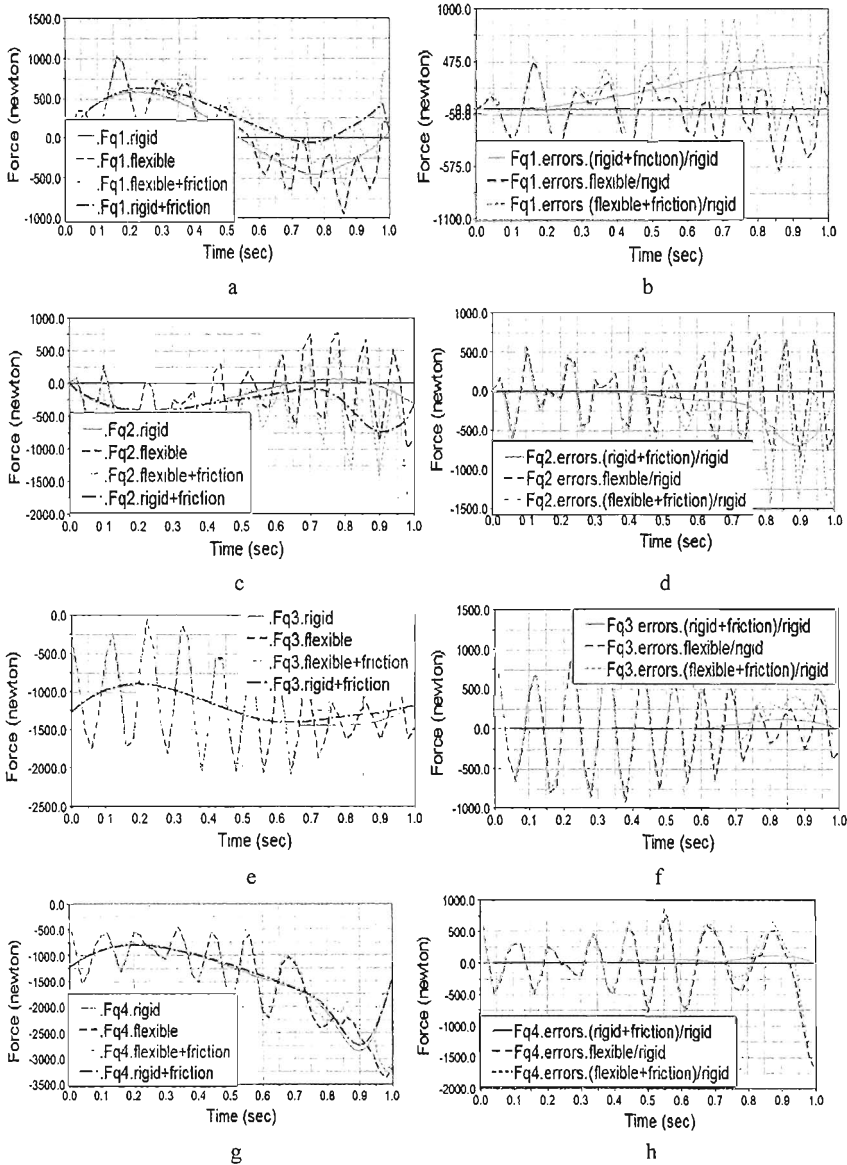 1500.0
1000.0
500.0
0.0
-500.0
-1000.0
Force (newton)
.Fq1.rigid
.Fq1.flexible
.Fq1.flexible+friction
.Fq1.rigid+friction
0.0 0.1 0.2 0.3 0.4 0.5 0.6 0.7 0.8 0.9 1.0
Time (sec)
a
1000.0
475.0
-50.0
-575.0
-1100.0
Force (newton)
Fq1.errors.(rigid+friction)/rigid
Fq1.errors.flexible/rigid
Fq1.errors (flexible+friction)/rigid
0.0 0.1 0.2 0.3 0.4 0.5 0.6 0.7 0.8 0.9 1.0
Time (sec)
b
1000.0
500.0
0.0
-500.0
-1000.0
-1500.0
-2000.0
Force (newton)
.Fq2.rigid
.Fq2.flexible
.Fq2.flexible+friction
.Fq2.rigid+friction
0.0 0.1 0.2 0.3 0.4 0.5 0.6 0.7 0.8 0.9 1.0
Time (sec)
c
1000.0
500.0
0.0
-500.0
-1000.0
-1500.0
Force (newton)
Fq2.errors.(rigid+friction)/rigid
Fq2 errors.flexible/rigid
Fq2.errors.(flexible+friction)/rigid
0.0 0.1 0.2 0.3 0.4 0.5 0.6 0.7 0.8 0.9 1.0
Time (sec)
d
0.0
-500.0
-1000.0
-1500.0
-2000.0
-2500.0
Force (newton)
.Fq3.rigid
.Fq3.flexible
.Fq3.flexible+friction
.Fq3.rigid+friction
0.0 0.1 0.2 0.3 0.4 0.5 0.6 0.7 0.8 0.9 1.0
Time (sec)
e
1500.0
1000.0
500.0
0.0
-500.0
-1000.0
Force (newton)
Fq3 errors.(rigid+friction)/rigid
Fq3.errors.flexible/rigid
Fq3.errors.(flexible+friction)/rigid
0.0 0.1 0.2 0.3 0.4 0.5 0.6 0.7 0.8 0.9 1.0
Time (sec)
f
0.0
-500.0
-1000.0
-1500.0
-2000.0
-2500.0
-3000.0
-3500.0
Force (newton)
.Fq4.rigid
.Fq4.flexible
.Fq4.flexible+friction
.Fq4.rigid+friction
0.0 0.1 0.2 0.3 0.4 0.5 0.6 0.7 0.8 0.9 1.0
Time (sec)
g
1000.0
500.0
0.0
-500.0
-1000.0
-1500.0
-2000.0
Force (newton)
Fq4.errors.(rigid+friction)/rigid
Fq4.errors.flexible/rigid
Fq4.errors.(flexible+friction)/rigid
0.0 0.1 0.2 0.3 0.4 0.5 0.6 0.7 0.8 0.9 1.0
Time (sec)
h